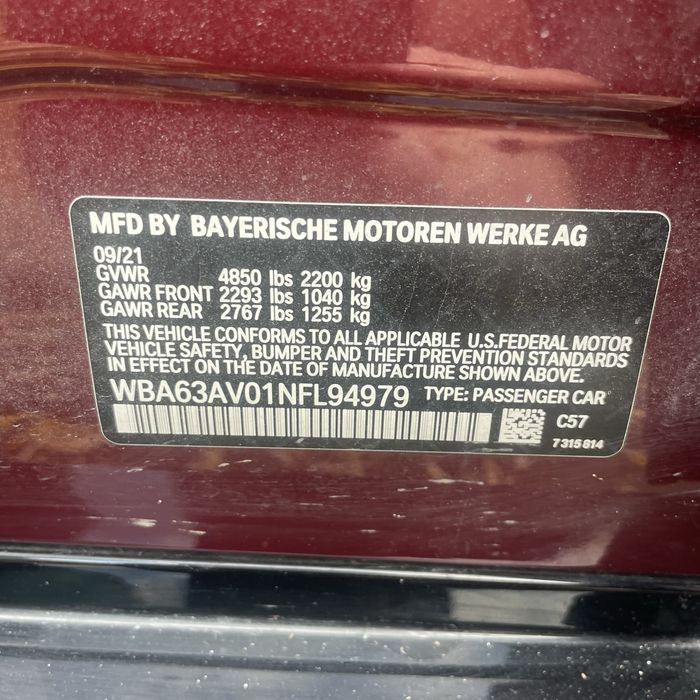 MFD BY BAYERISCHE MOTOREN WERKE AG
09/21
GVWR 4850 lbs 2200 kg
GAWR FRONT 2293 lbs 1040 kg
GAWR REAR 2767 lbs 1255 kg
THIS VEHICLE CONFORMS TO ALL APPLICABLE U.S.FEDERAL MOTOR
VEHICLE SAFETY, BUMPER AND THEFT PREVENTION STANDARDS
IN EFFECT ON THE DATE OF MANUFACTURE SHOWN ABOVE.
WBA63AV01NFL94979 TYPE: PASSENGER CAR
C57
7 315 814